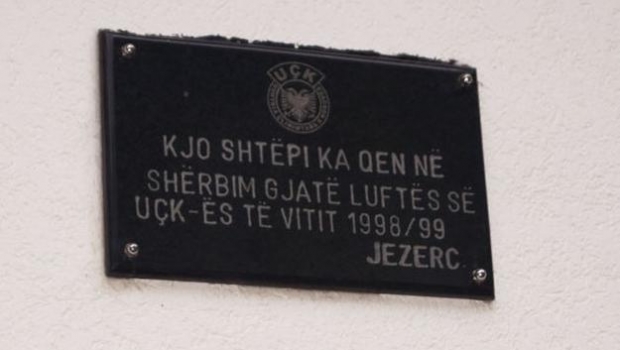 UÇK
KJO SHTËPI KA QEN NË
SHËRBIM GJATË LUFTËS SË
UÇK-ËS TË VITIT 1998/99
JEZERC